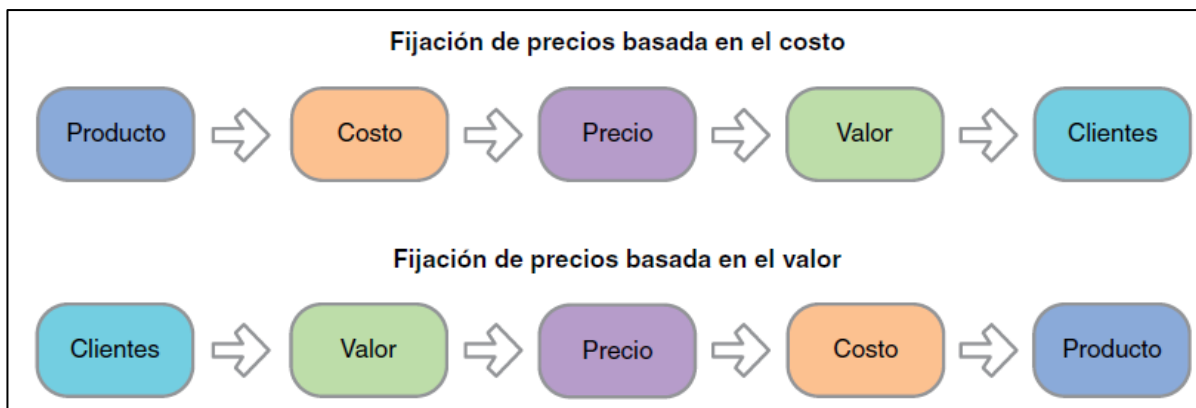 Fijación de precios basada en el costo
Producto
Costo
Precio
Valor
Clientes
Fijación de precios basada en el valor
Clientes
Valor
Precio
Costo
Producto